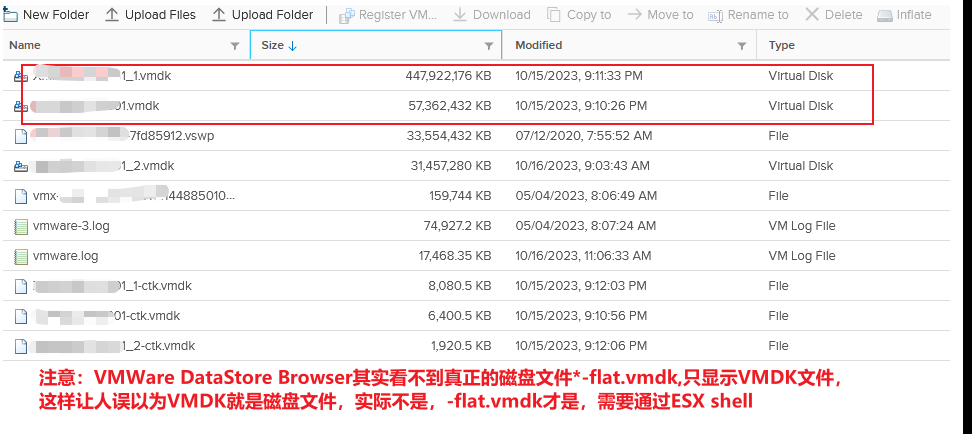 New Folder Upload Files Upload Folder Register VM... Download Copy to Move to Rename to Delete Inflate
Name Size Modified Type
1_1.vmdk 447,922,176 KB 10/15/2023, 9:11:33 PM Virtual Disk
01.vmdk 57,362,432 KB 10/15/2023, 9:10:26 PM Virtual Disk
-7fd85912.vswp 33,554,432 KB 07/12/2020, 7:55:52 AM File
1_2.vmdk 31,457,280 KB 10/16/2023, 9:03:43 AM Virtual Disk
vmx- 144885010... 159,744 KB 05/04/2023, 8:06:49 AM File
vmware-3.log 74,927.2 KB 05/04/2023, 8:07:24 AM VM Log File
vmware.log 17,468.35 KB 10/16/2023, 11:06:33 AM VM Log File
01_1-ctk.vmdk 8,080.5 KB 10/15/2023, 9:12:03 PM File
01-ctk.vmdk 6,400.5 KB 10/15/2023, 9:10:56 PM File
1_2-ctk.vmdk 1,920.5 KB 10/15/2023, 9:12:06 PM File
注意：VMWare DataStore Browser其实看不到真正的磁盘文件*-flat.vmdk,只显示VMDK文件，
这样让人误以为VMDK就是磁盘文件，实际不是，-flat.vmdk才是，需要通过ESX shell